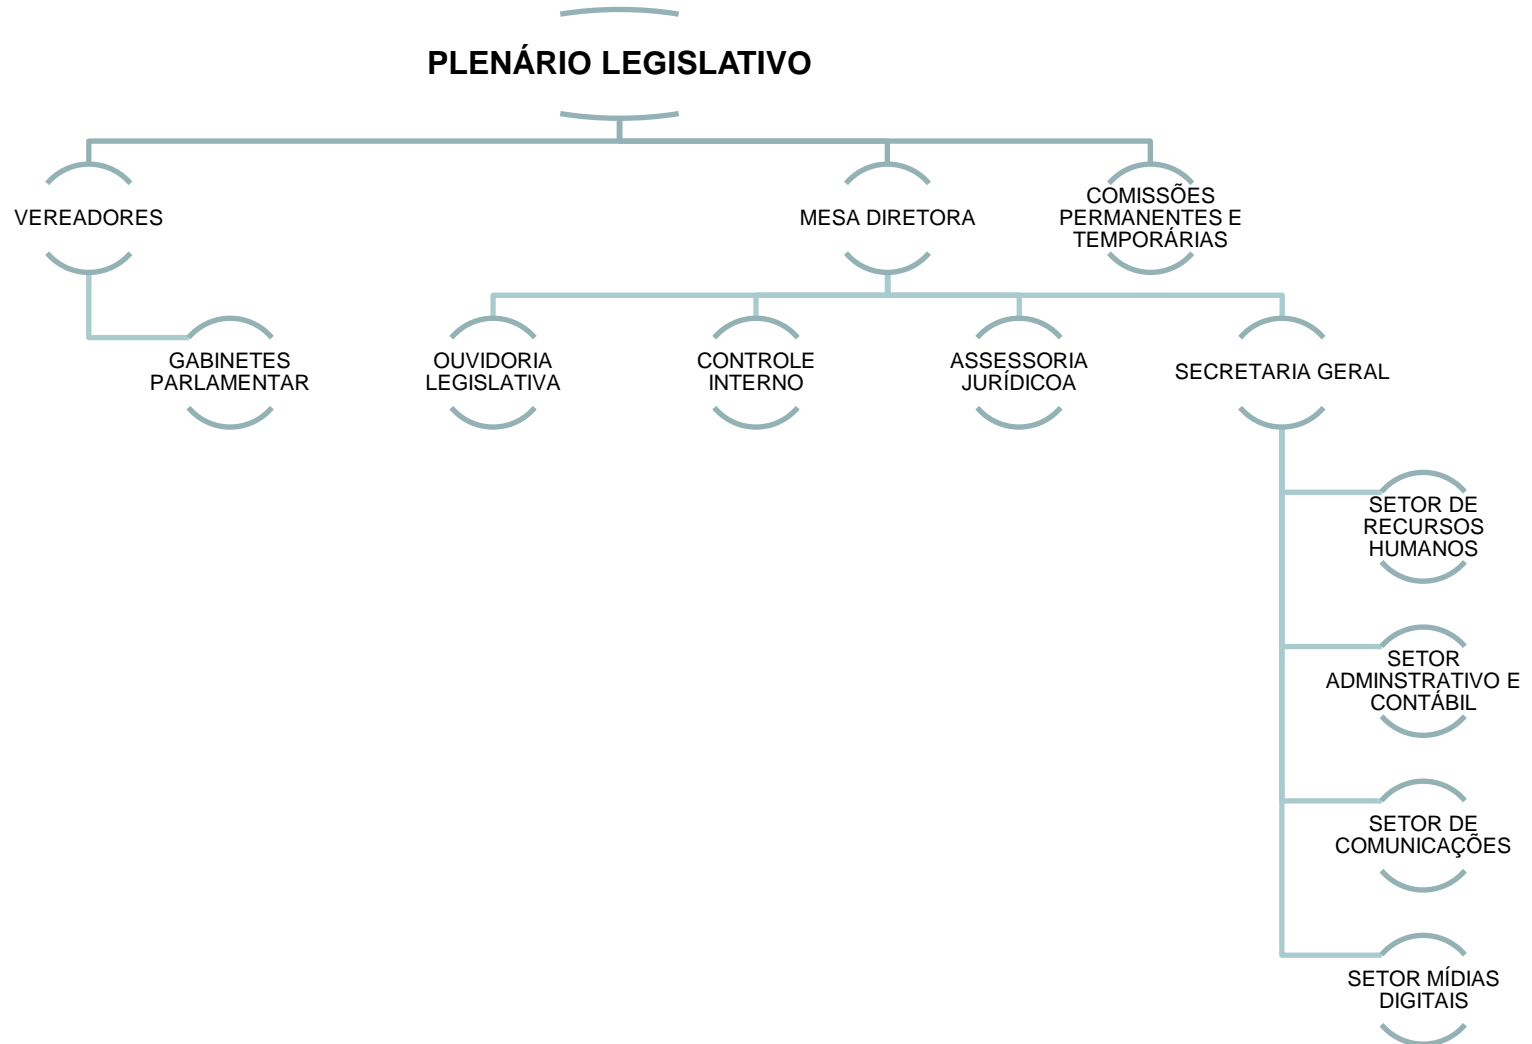 PLENÁRIO LEGISLATIVO
VEREADORES
MESA DIRETORA
COMISSÕES
PERMANENTES E
TEMPORÁRIAS
GABINETES
PARLAMENTAR
OUVIDORIA
LEGISLATIVA
CONTROLE
INTERNO
ASSESSORIA
JURÍDICOA
SECRETARIA GERAL
SETOR DE
RECURSOS
HUMANOS
SETOR
ADMINSTRATIVO E
CONTÁBIL
SETOR DE
COMUNICAÇÕES
SETOR MÍDIAS
DIGITAIS